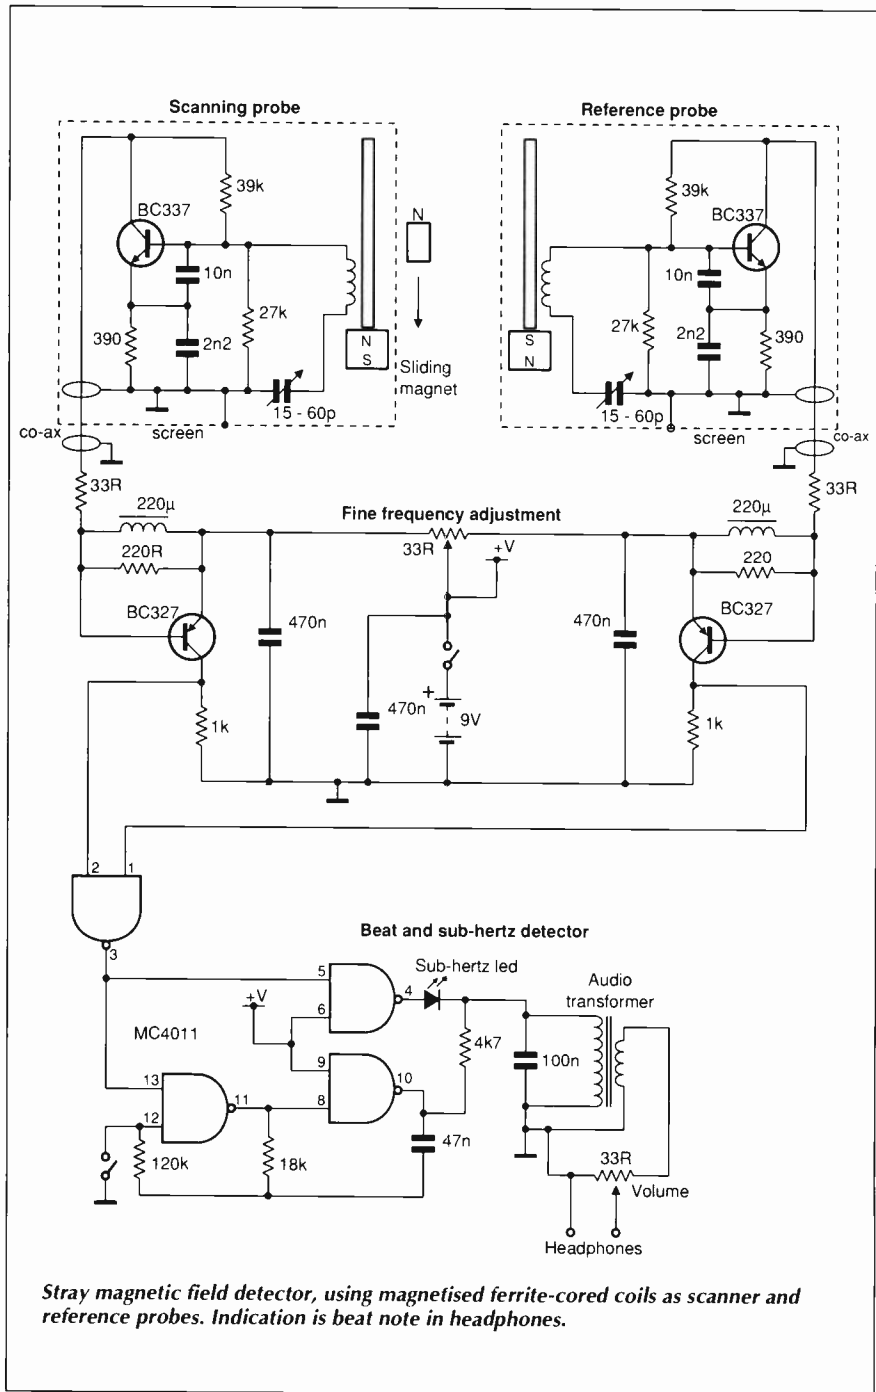 Scanning probe
Reference probe
39k
BC337
10n
27k
390
2n2
N
N
S
Sliding
magnet
15 - 60p
screen
co-ax
33R
39k
BC337
10n
27k
2n2
390
S
N
15 - 60p
screen
co-ax
33R
220µ
220R
BC327
470n
1k
Fine frequency adjustment
33R
+V
470n
+
9V
220µ
220
BC327
470n
1k
2
1
3
Beat and sub-hertz detector
MC4011
+V
5
6
4
Sub-hertz led
Audio
transformer
4k7
100n
9
8
10
13
12
11
47n
120k
18k
33R
Volume
Headphones
Stray magnetic field detector, using magnetised ferrite-cored coils as scanner and
reference probes. Indication is beat note in headphones.